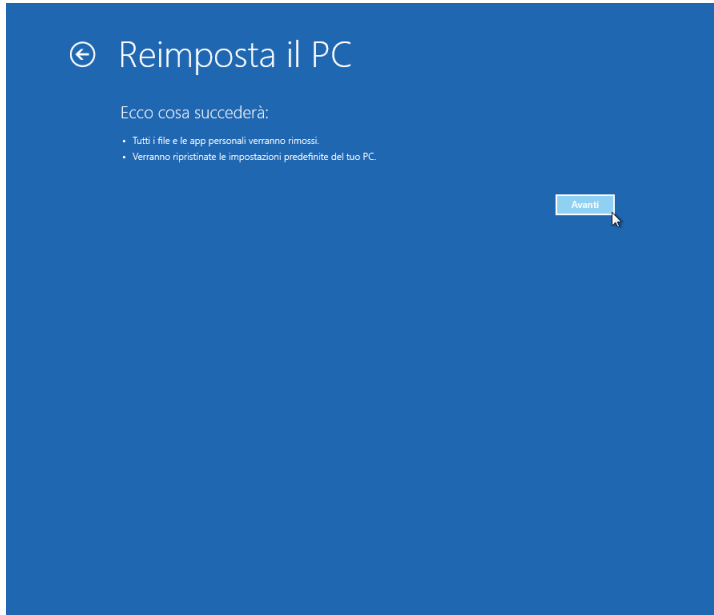 Reimposta il PC
Ecco cosa succederà:
• Tutti i file e le app personali verranno rimossi.
• Verranno ripristinate le impostazioni predefinite del tuo PC.
Avanti